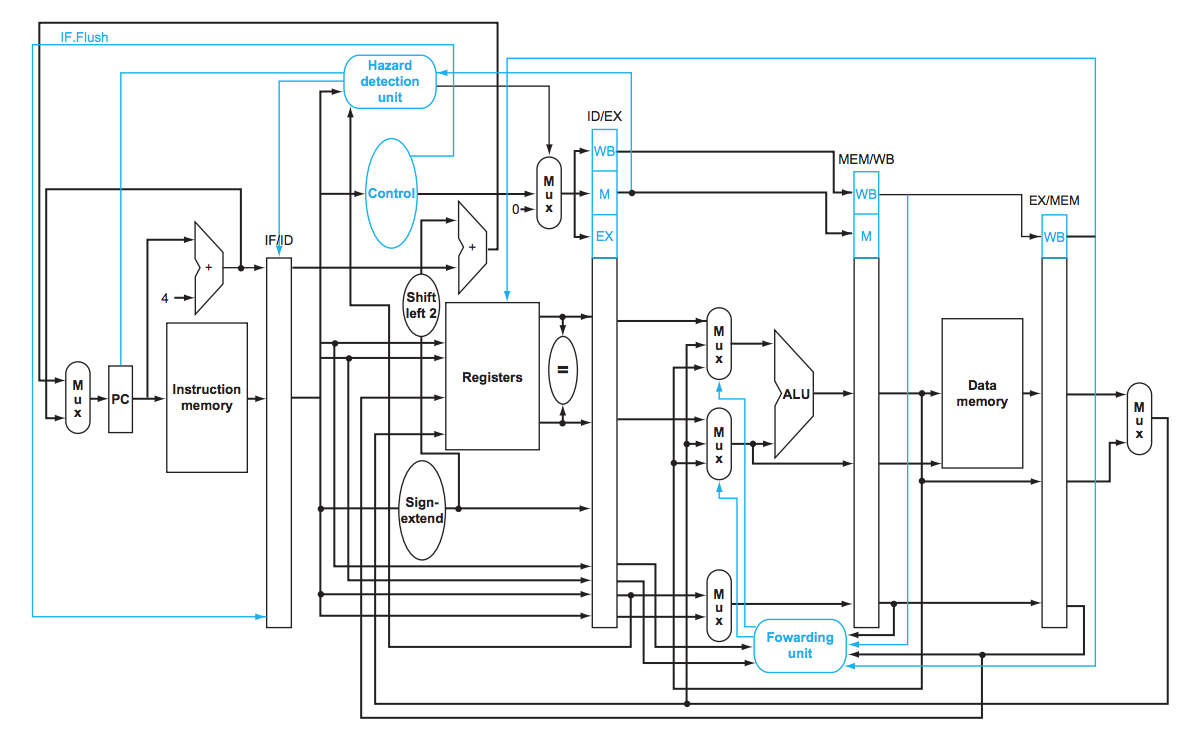 IF.Flush
Hazard
detection
unit
ID/EX
WB
M
EX
MEM/WB
WB
M
EX/MEM
WB
Control
M
u
x
0
IF/ID
+
4
+
Shift
left 2
M
u
x
PC
Instruction
memory
Registers
=
Sign-
extend
M
u
x
M
u
x
ALU
Data
memory
M
u
x
M
u
x
Fowarding
unit